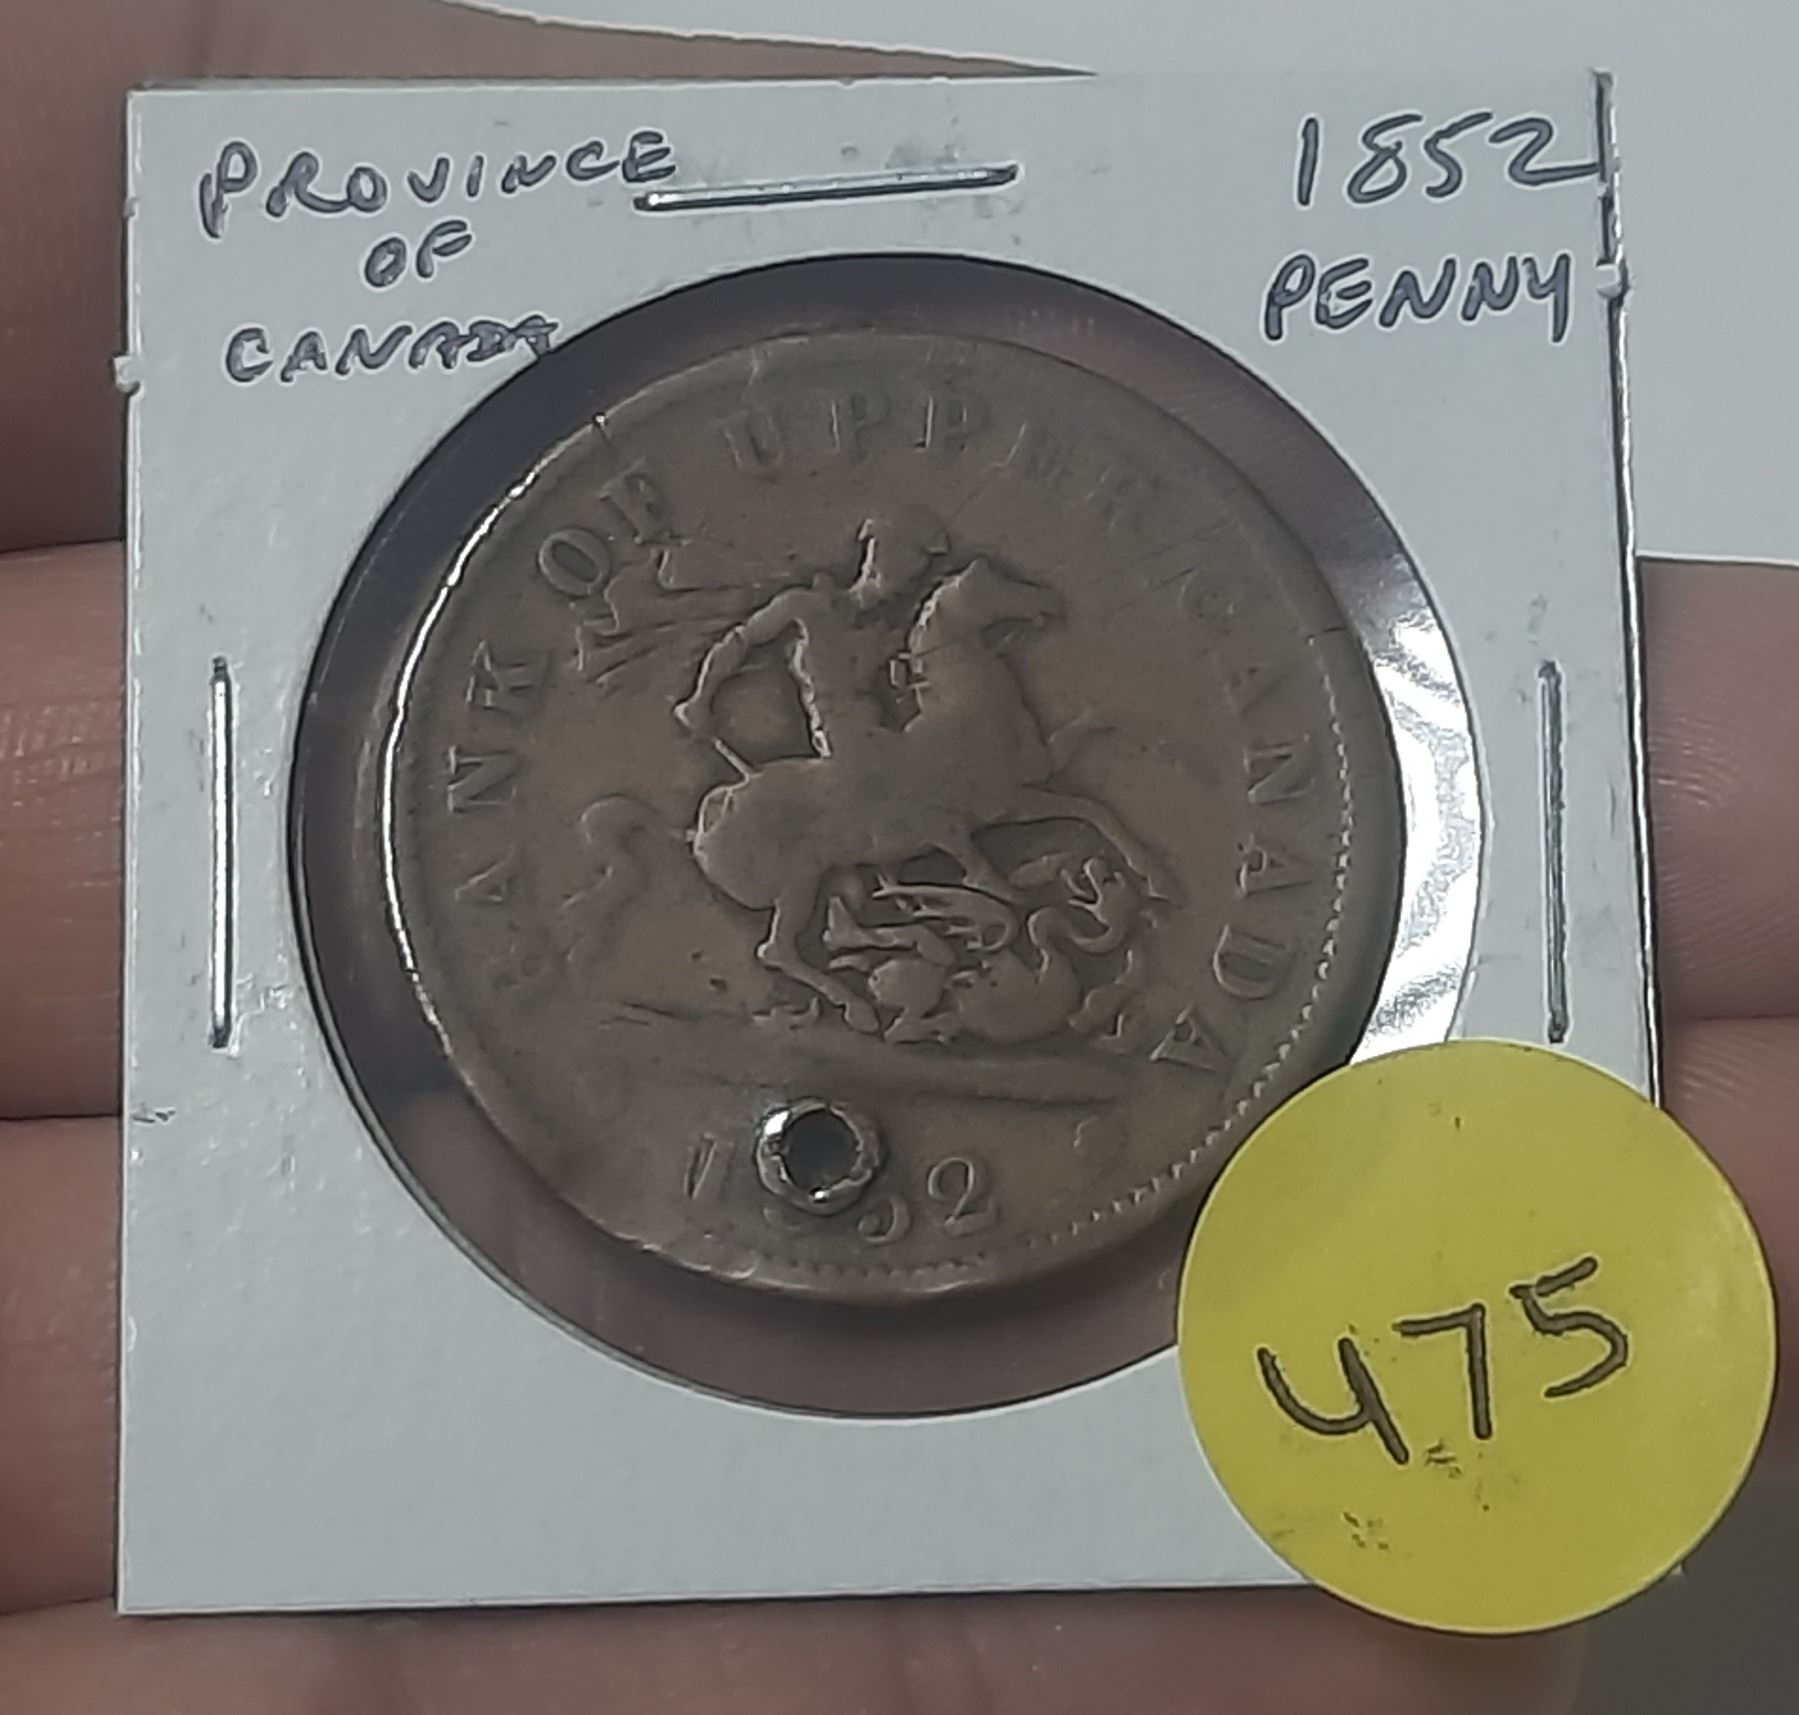 PROVINCE
OF
CANADA
1852
PENNY
BANK OF UPPER CANADA
1852
475